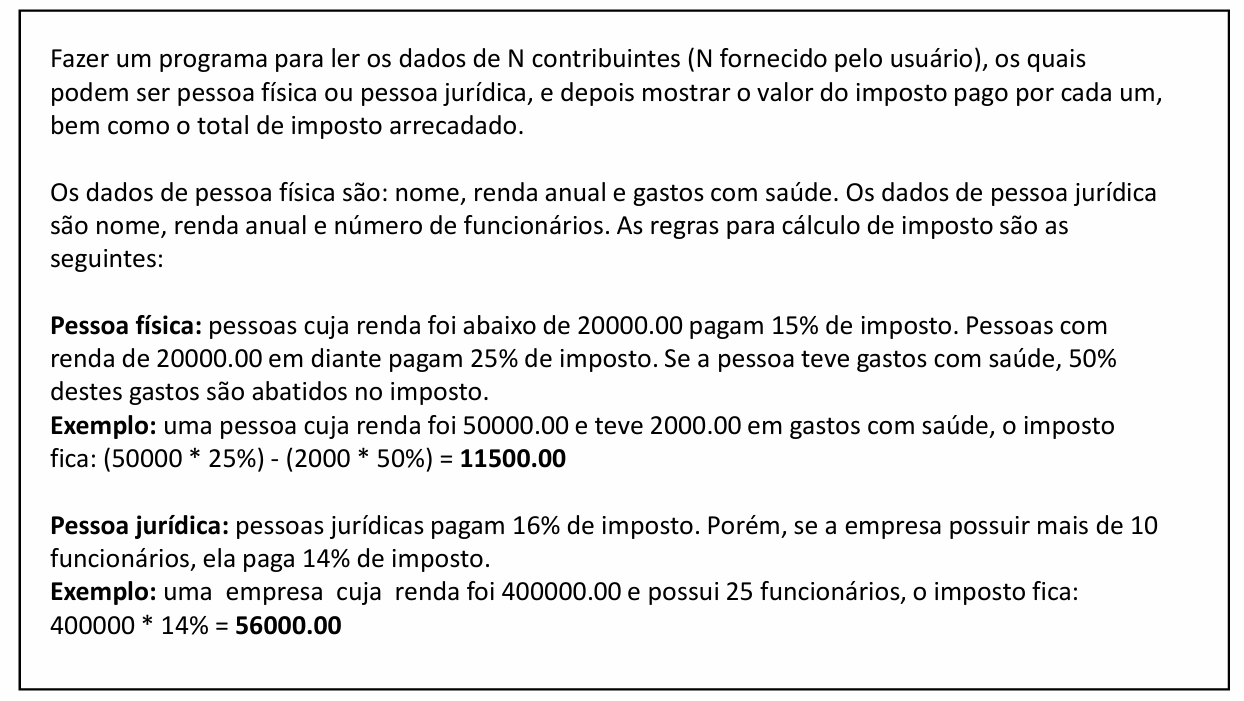 Fazer um programa para ler os dados de N contribuintes (N fornecido pelo usuário), os quais
podem ser pessoa física ou pessoa jurídica, e depois mostrar o valor do imposto pago por cada um,
bem como o total de imposto arrecadado.
Os dados de pessoa física são: nome, renda anual e gastos com saúde. Os dados de pessoa jurídica
são nome, renda anual e número de funcionários. As regras para cálculo de imposto são as
seguintes:
Pessoa física: pessoas cuja renda foi abaixo de 20000.00 pagam 15% de imposto. Pessoas com
renda de 20000.00 em diante pagam 25% de imposto. Se a pessoa teve gastos com saúde, 50%
destes gastos são abatidos no imposto.
Exemplo: uma pessoa cuja renda foi 50000.00 e teve 2000.00 em gastos com saúde, o imposto
fica: (50000 * 25%) - (2000 * 50%) = 11500.00
Pessoa jurídica: pessoas jurídicas pagam 16% de imposto. Porém, se a empresa possuir mais de 10
funcionários, ela paga 14% de imposto.
Exemplo: uma empresa cuja renda foi 400000.00 e possui 25 funcionários, o imposto fica:
400000 * 14% = 56000.00